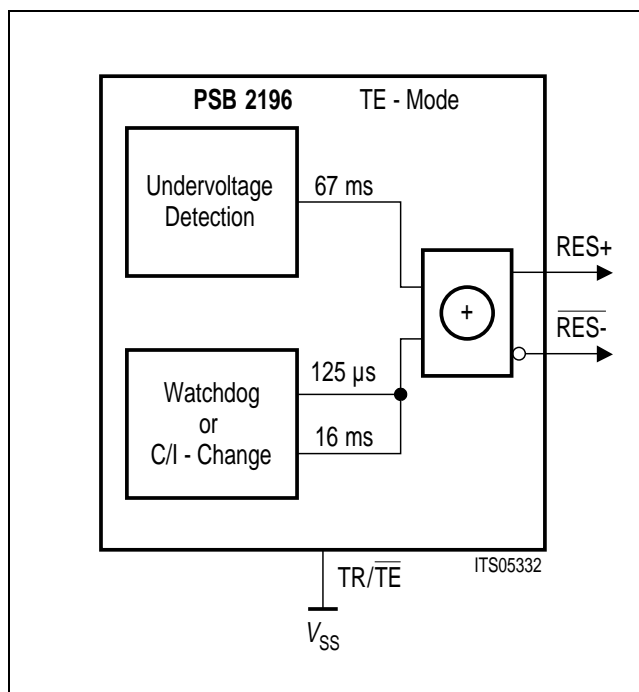 PSB 2196 TE - Mode
Undervoltage
Detection
67 ms
RES+
+
RES-
125 µs
Watchdog
or
C/I - Change
16 ms
ITS05332
TR/TE
VSS